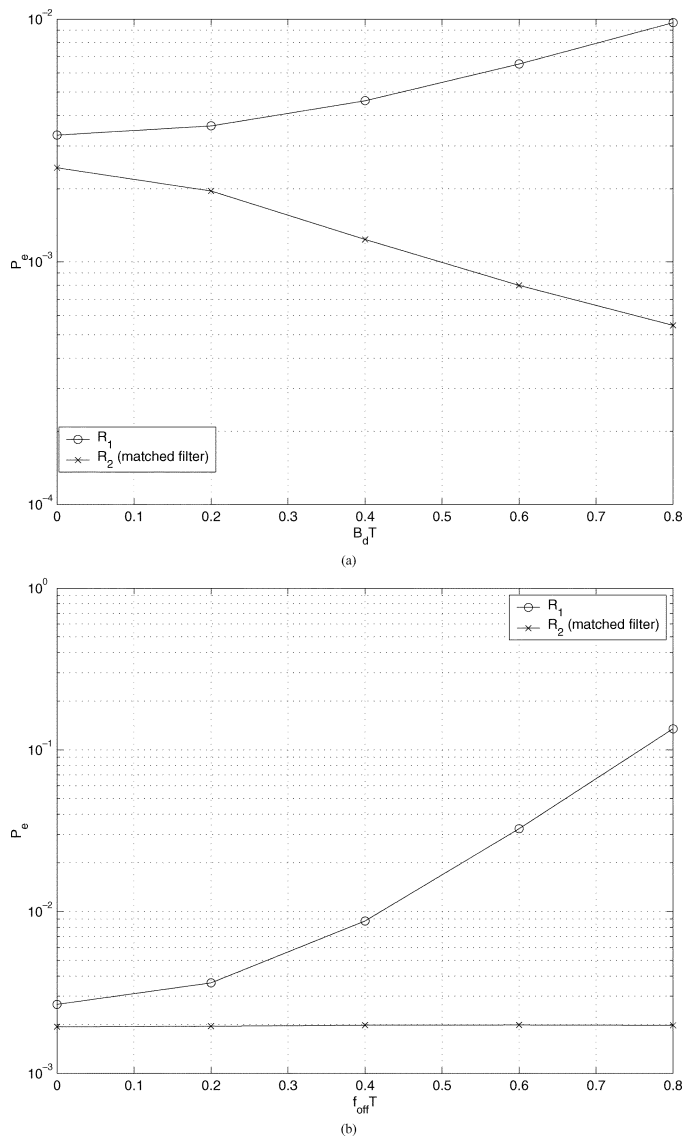 10^-2
10^-3
10^-4
P_e
R_1
R_2 (matched filter)
0 0.1 0.2 0.3 0.4 0.5 0.6 0.7 0.8
B_d T
(a)
10^0
10^-1
10^-2
10^-3
P_e
R_1
R_2 (matched filter)
0 0.1 0.2 0.3 0.4 0.5 0.6 0.7 0.8
f_off T
(b)